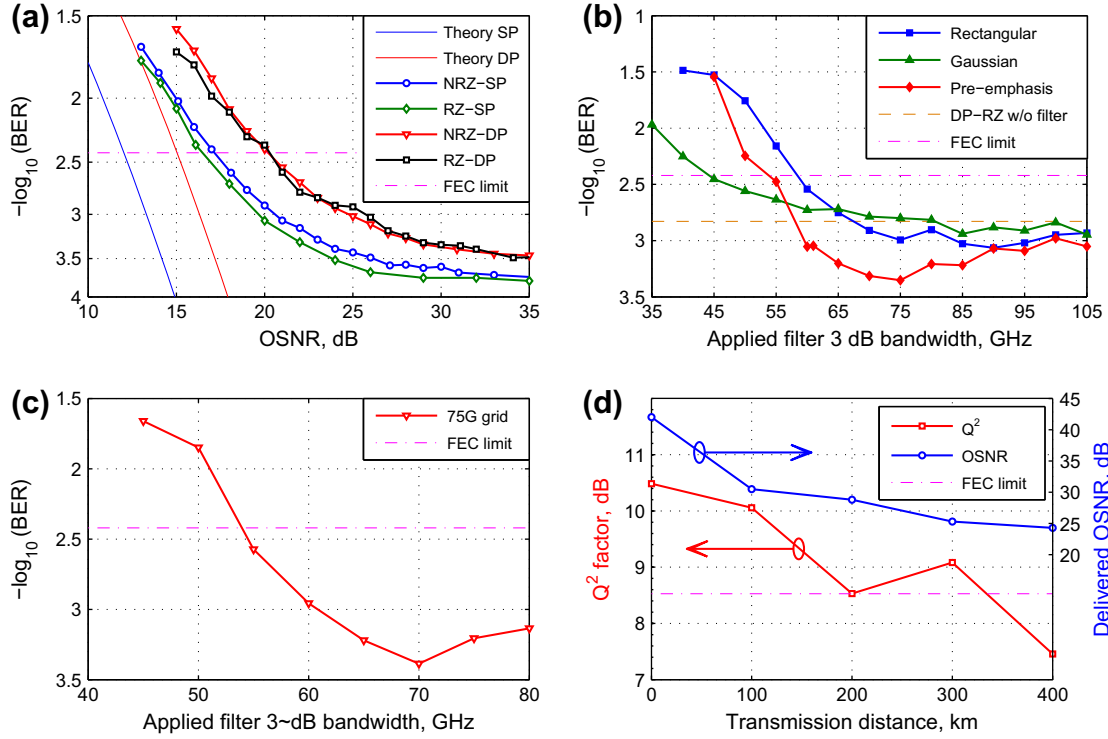 (a)
1.5
2
2.5
3
3.5
4
10
15
20
25
30
35
−log10(BER)
OSNR, dB
Theory SP
Theory DP
NRZ−SP
RZ−SP
NRZ−DP
RZ−DP
FEC limit
(b)
1
1.5
2
2.5
3
3.5
35
45
55
65
75
85
95
105
−log10(BER)
Applied filter 3 dB bandwidth, GHz
Rectangular
Gaussian
Pre−emphasis
DP−RZ w/o filter
FEC limit
(c)
1.5
2
2.5
3
3.5
40
50
60
70
80
−log10(BER)
Applied filter 3~dB bandwidth, GHz
75G grid
FEC limit
(d)
11
10
9
8
7
0
100
200
300
400
45
42
40
35
30
25
20
Q2 factor, dB
Delivered OSNR, dB
Transmission distance, km
Q2
OSNR
FEC limit